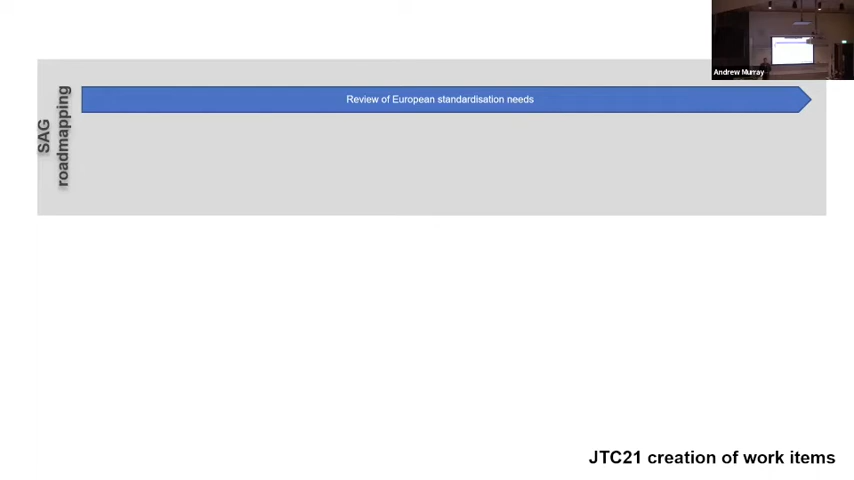 Andrew Murray
SAG
roadmapping
Review of European standardisation needs
JTC21 creation of work items